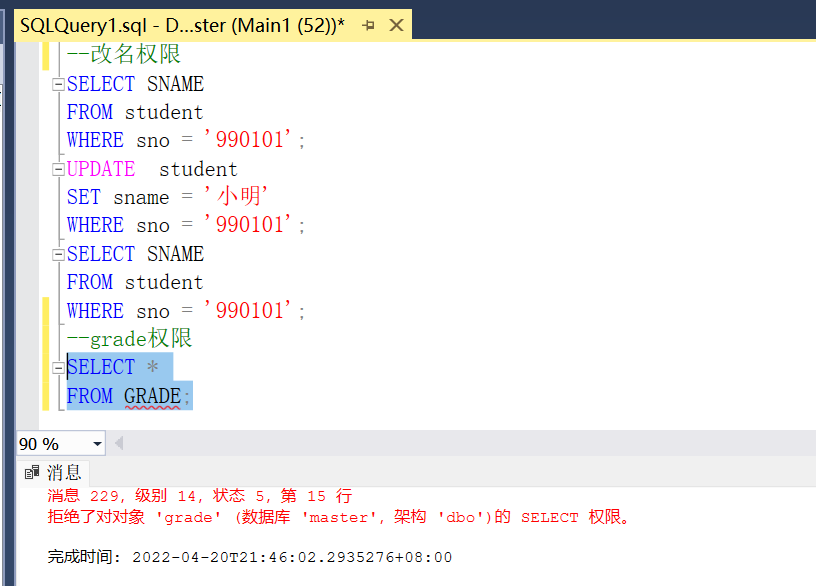 SQLQuery1.sql - D...ster (Main1 (52))*
--改名权限
SELECT SNAME
FROM student
WHERE sno = '990101';
UPDATE  student
SET sname = '小明'
WHERE sno = '990101';
SELECT SNAME
FROM student
WHERE sno = '990101';
--grade权限
SELECT *
FROM GRADE;
90 %
消息
消息 229，级别 14，状态 5，第 15 行
拒绝了对对象 'grade' (数据库 'master'，架构 'dbo')的 SELECT 权限。
完成时间: 2022-04-20T21:46:02.2935276+08:00